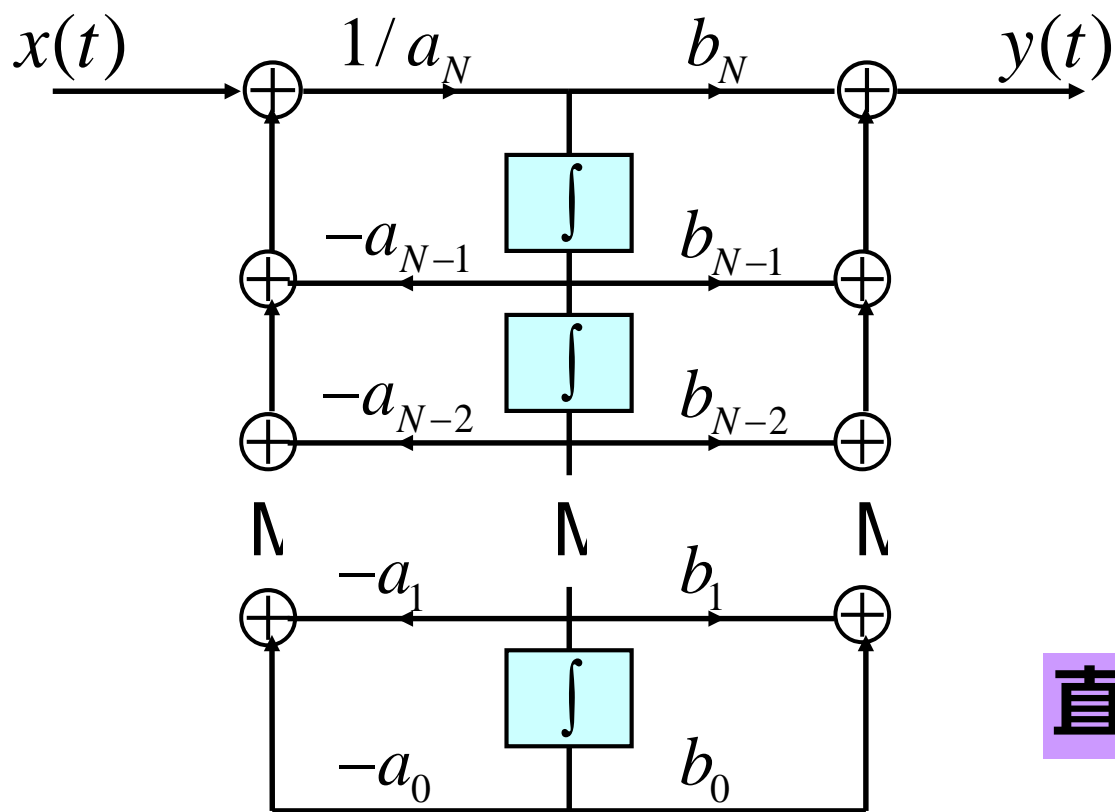 x(t) 1/a_N b_N y(t)
∫
−a_{N−1} b_{N−1}
∫
−a_{N−2} b_{N−2}
M M M
−a_1 b_1
∫
直
−a_0 b_0